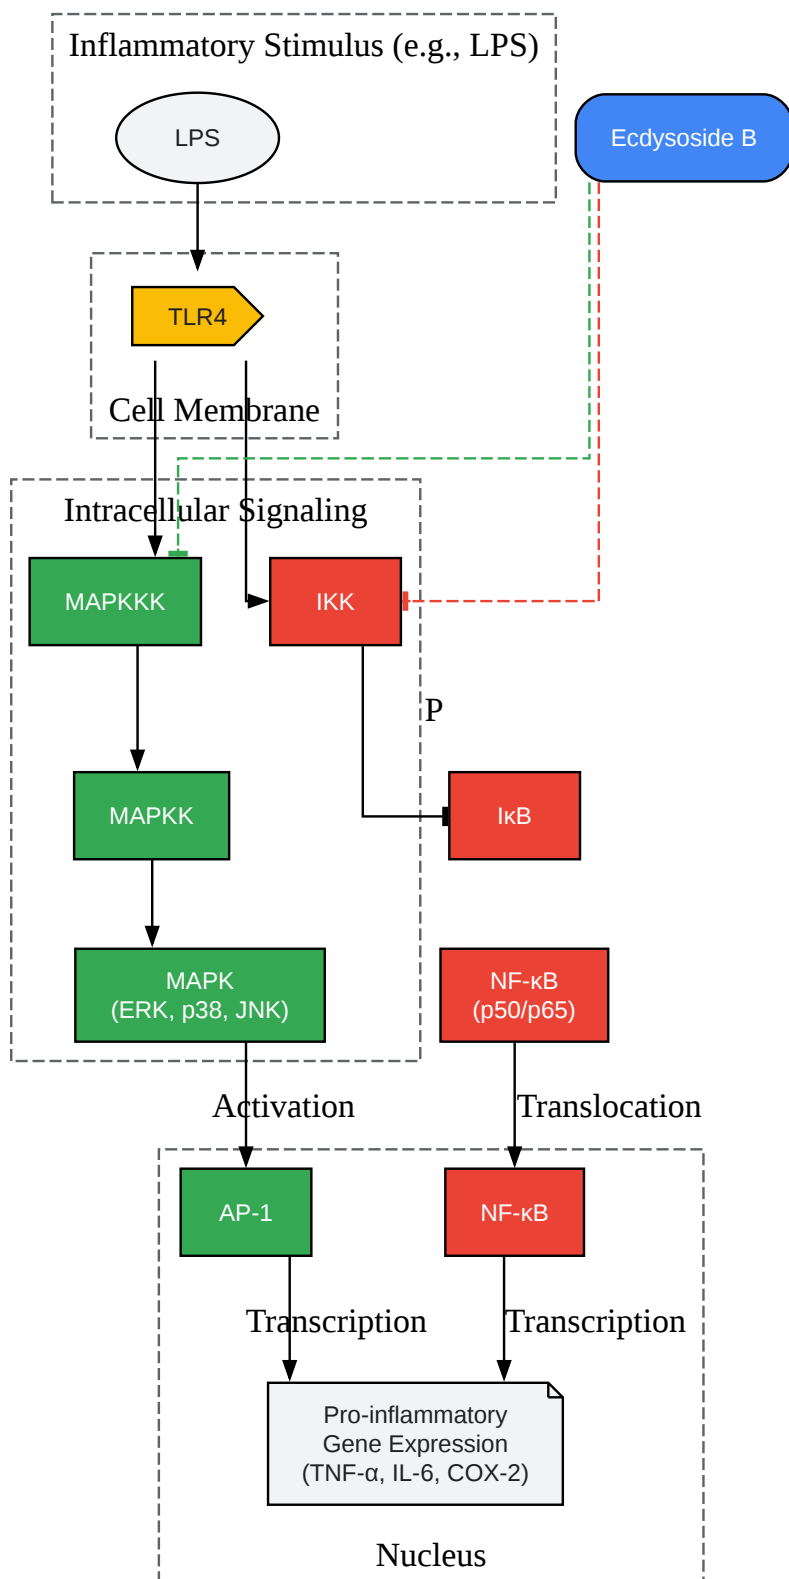 Inflammatory Stimulus (e.g., LPS)
LPS
Ecdysoside B
TLR4
Cell Membrane
Intracellular Signaling
MAPKKK
IKK
P
MAPKK
IκB
MAPK
(ERK, p38, JNK)
NF-κB
(p50/p65)
Activation
Translocation
AP-1
NF-κB
Transcription
Transcription
Pro-inflammatory
Gene Expression
(TNF-α, IL-6, COX-2)
Nucleus